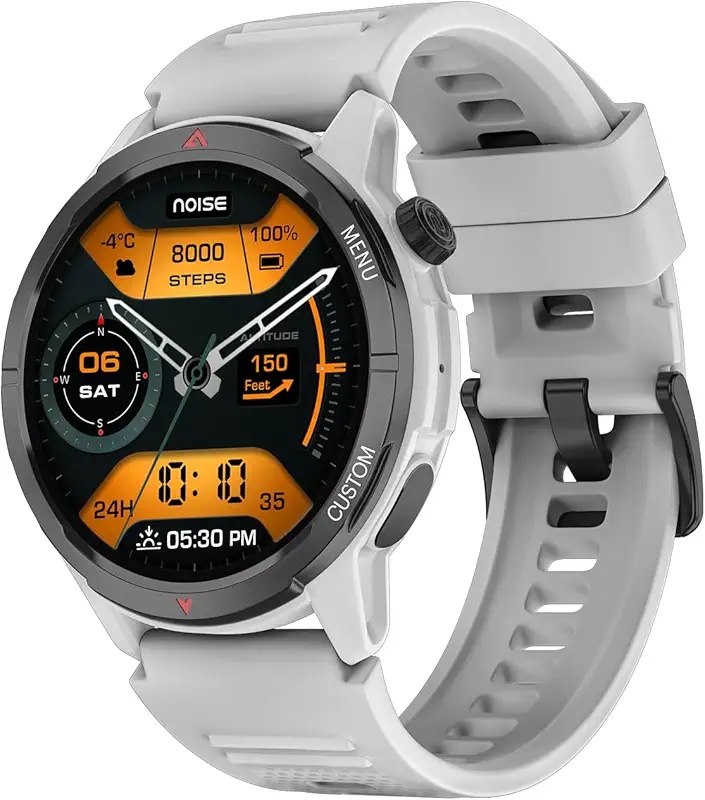 NOISE
-4°C
8000
STEPS
100%
MENU
ALTITUDE
150
Feet
N
W
E
S
06
SAT
10:10
24H
35
05:30 PM
CUSTOM